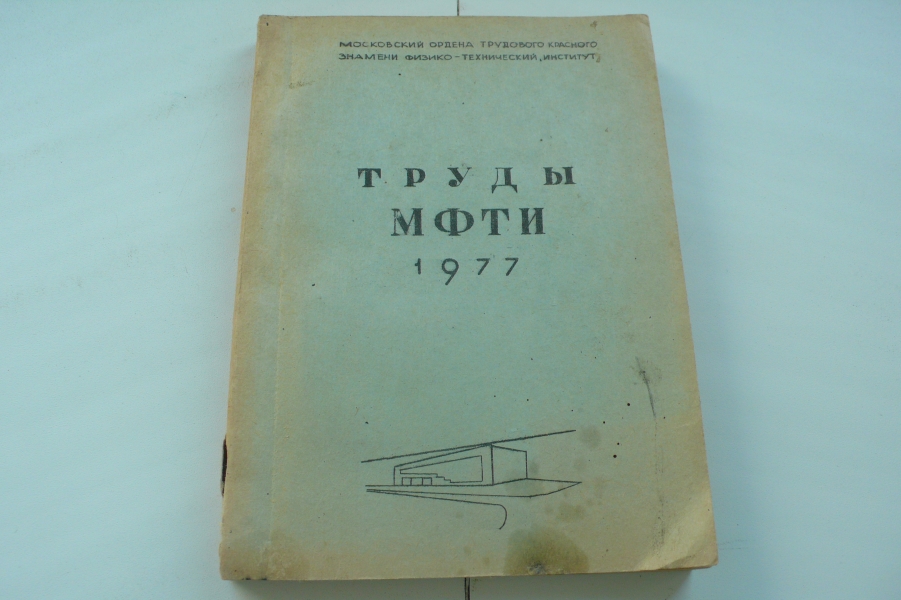 МОСКОВСКИЙ ОРДЕНА ТРУДОВОГО КРАСНОГО
ЗНАМЕНИ ФИЗИКО-ТЕХНИЧЕСКИЙ ИНСТИТУТ
ТРУДЫ
МФТИ
1977